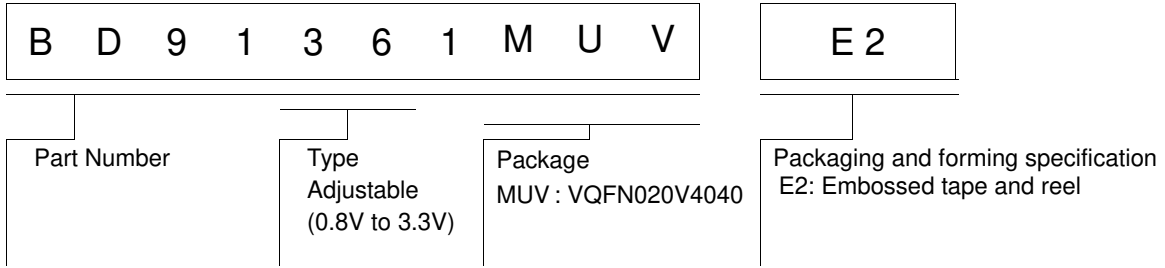 B D 9 1 3 6 1 M U V E 2
Part Number
Type
Adjustable
(0.8V to 3.3V)
Package
MUV : VQFN020V4040
Packaging and forming specification
E2: Embossed tape and reel